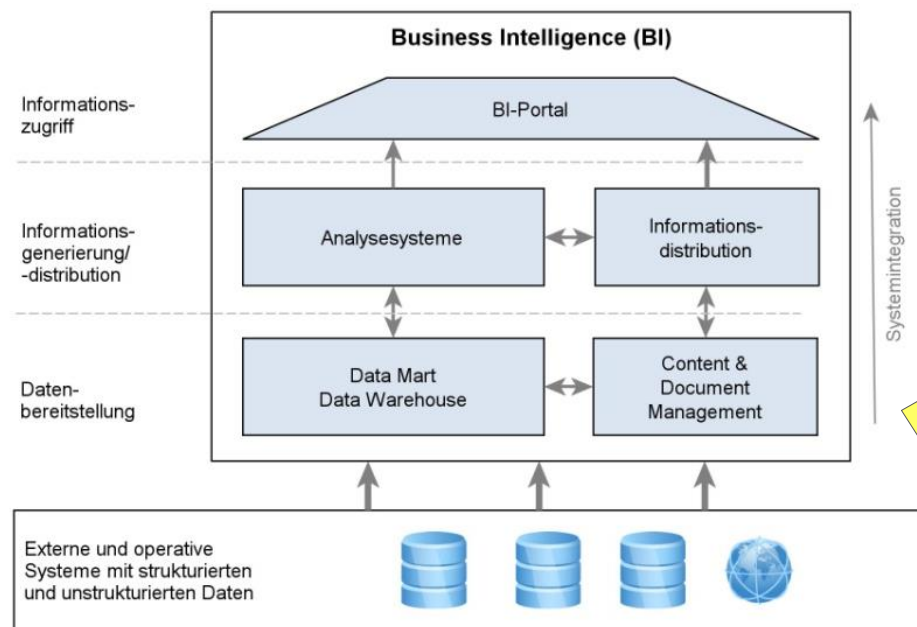 Business Intelligence (BI)
Informations-
zugriff
BI-Portal
Informations-
generierung/
-distribution
Analysesysteme
Informations-
distribution
Systemintegration
Daten-
bereitstellung
Data Mart
Data Warehouse
Content &
Document
Management
Externe und operative
Systeme mit strukturierten
und unstrukturierten Daten